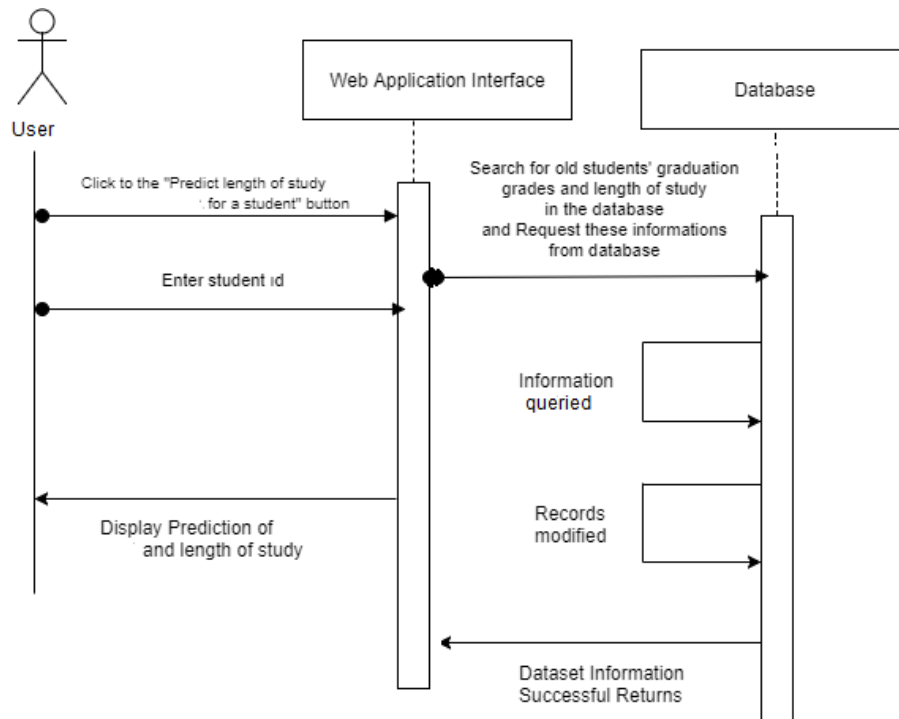 User
Web Application Interface
Database
Click to the "Predict length of study
for a student" button
Search for old students' graduation
grades and length of study
in the database
and Request these informations
from database
Enter student id
Information
queried
Display Prediction of
and length of study
Records
modified
Dataset Information
Successful Returns